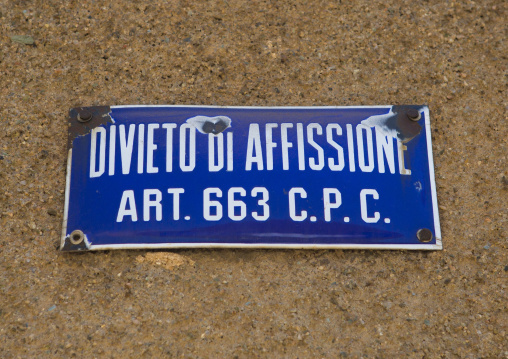 DIVIETO DI AFFISSIONE
ART. 663 C.P.C.